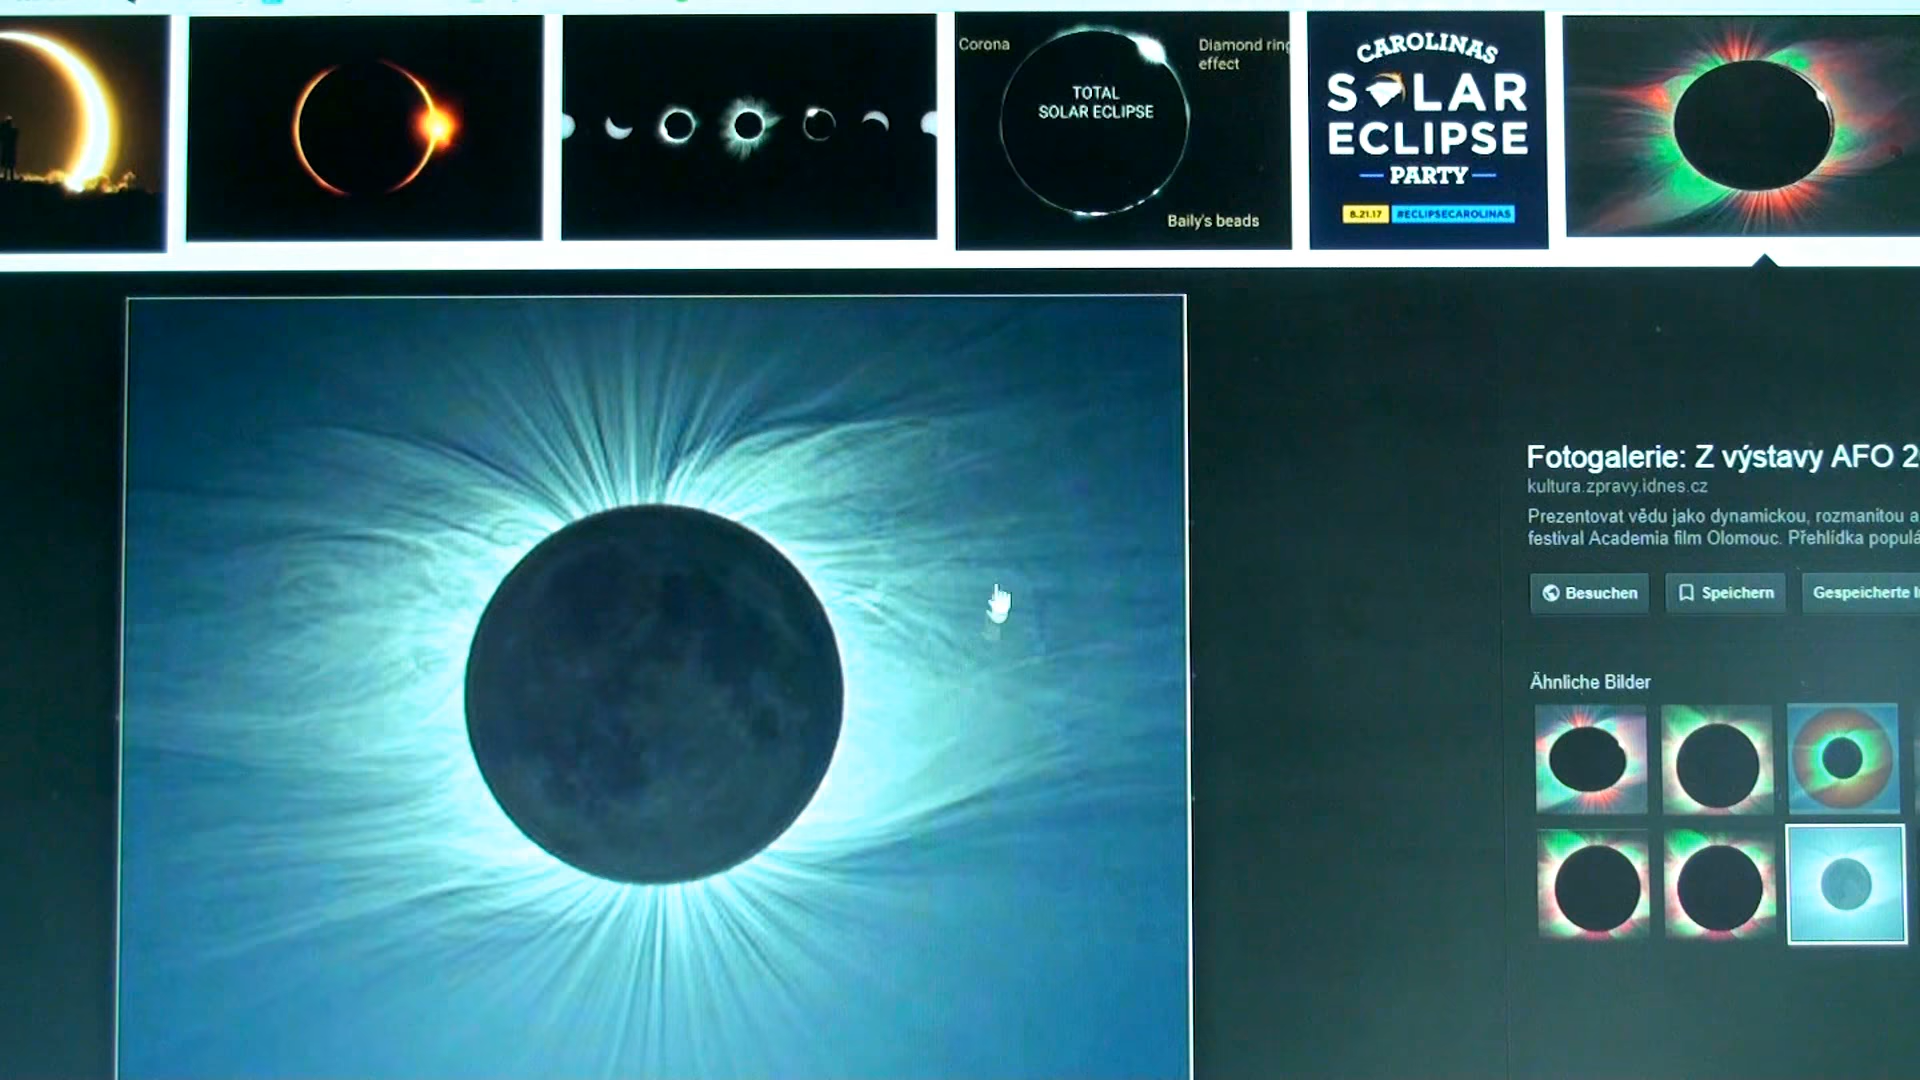 Corona
Diamond ring
effect
TOTAL
SOLAR ECLIPSE
Baily's beads
CAROLINAS
SOLAR
ECLIPSE
PARTY
8.21.17 #ECLIPSECAROLINAS
Fotogalerie: Z výstavy AFO
kultura.zpravy.idnes.cz
Prezentovat vědu jako dynamickou, rozmanitou a
festival Academia film Olomouc. Přehlídka
Besuchen Speichern Gespeicherte
Ähnliche Bilder